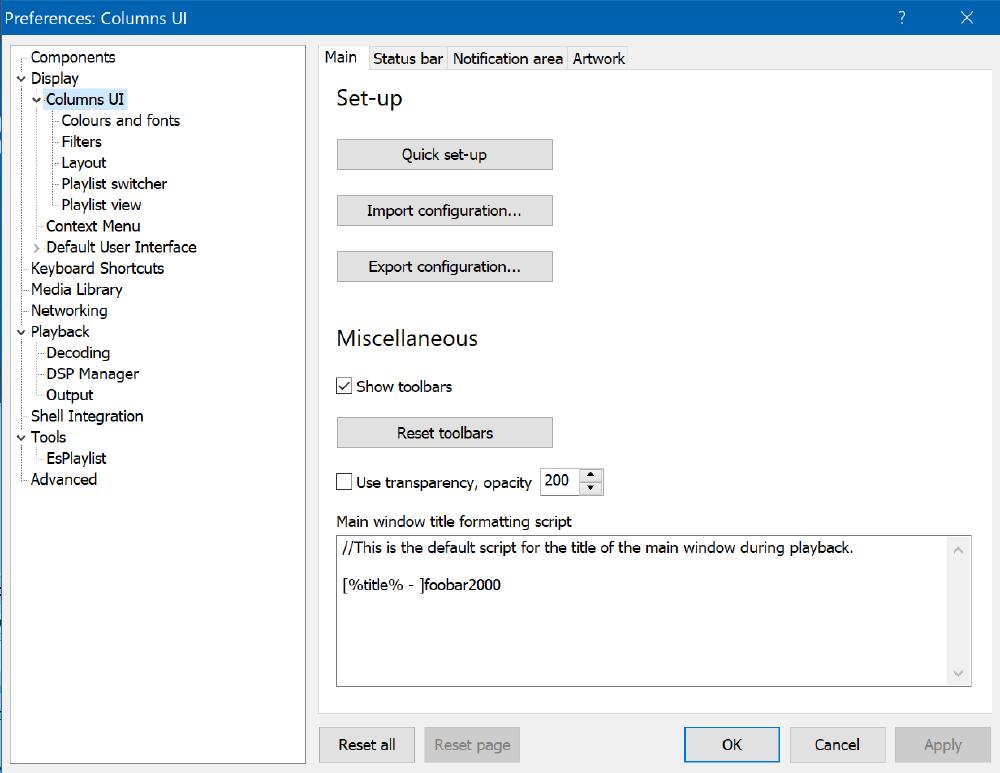 Preferences: Columns UI
?
Components
Display
Columns UI
Colours and fonts
Filters
Layout
Playlist switcher
Playlist view
Context Menu
Default User Interface
Keyboard Shortcuts
Media Library
Networking
Playback
Decoding
DSP Manager
Output
Shell Integration
Tools
EsPlaylist
Advanced
Main Status bar Notification area Artwork
Set-up
Quick set-up
Import configuration...
Export configuration...
Miscellaneous
Show toolbars
Reset toolbars
Use transparency, opacity 200
Main window title formatting script
//This is the default script for the title of the main window during playback.
[%title% - ]foobar2000
Reset all Reset page OK Cancel Apply